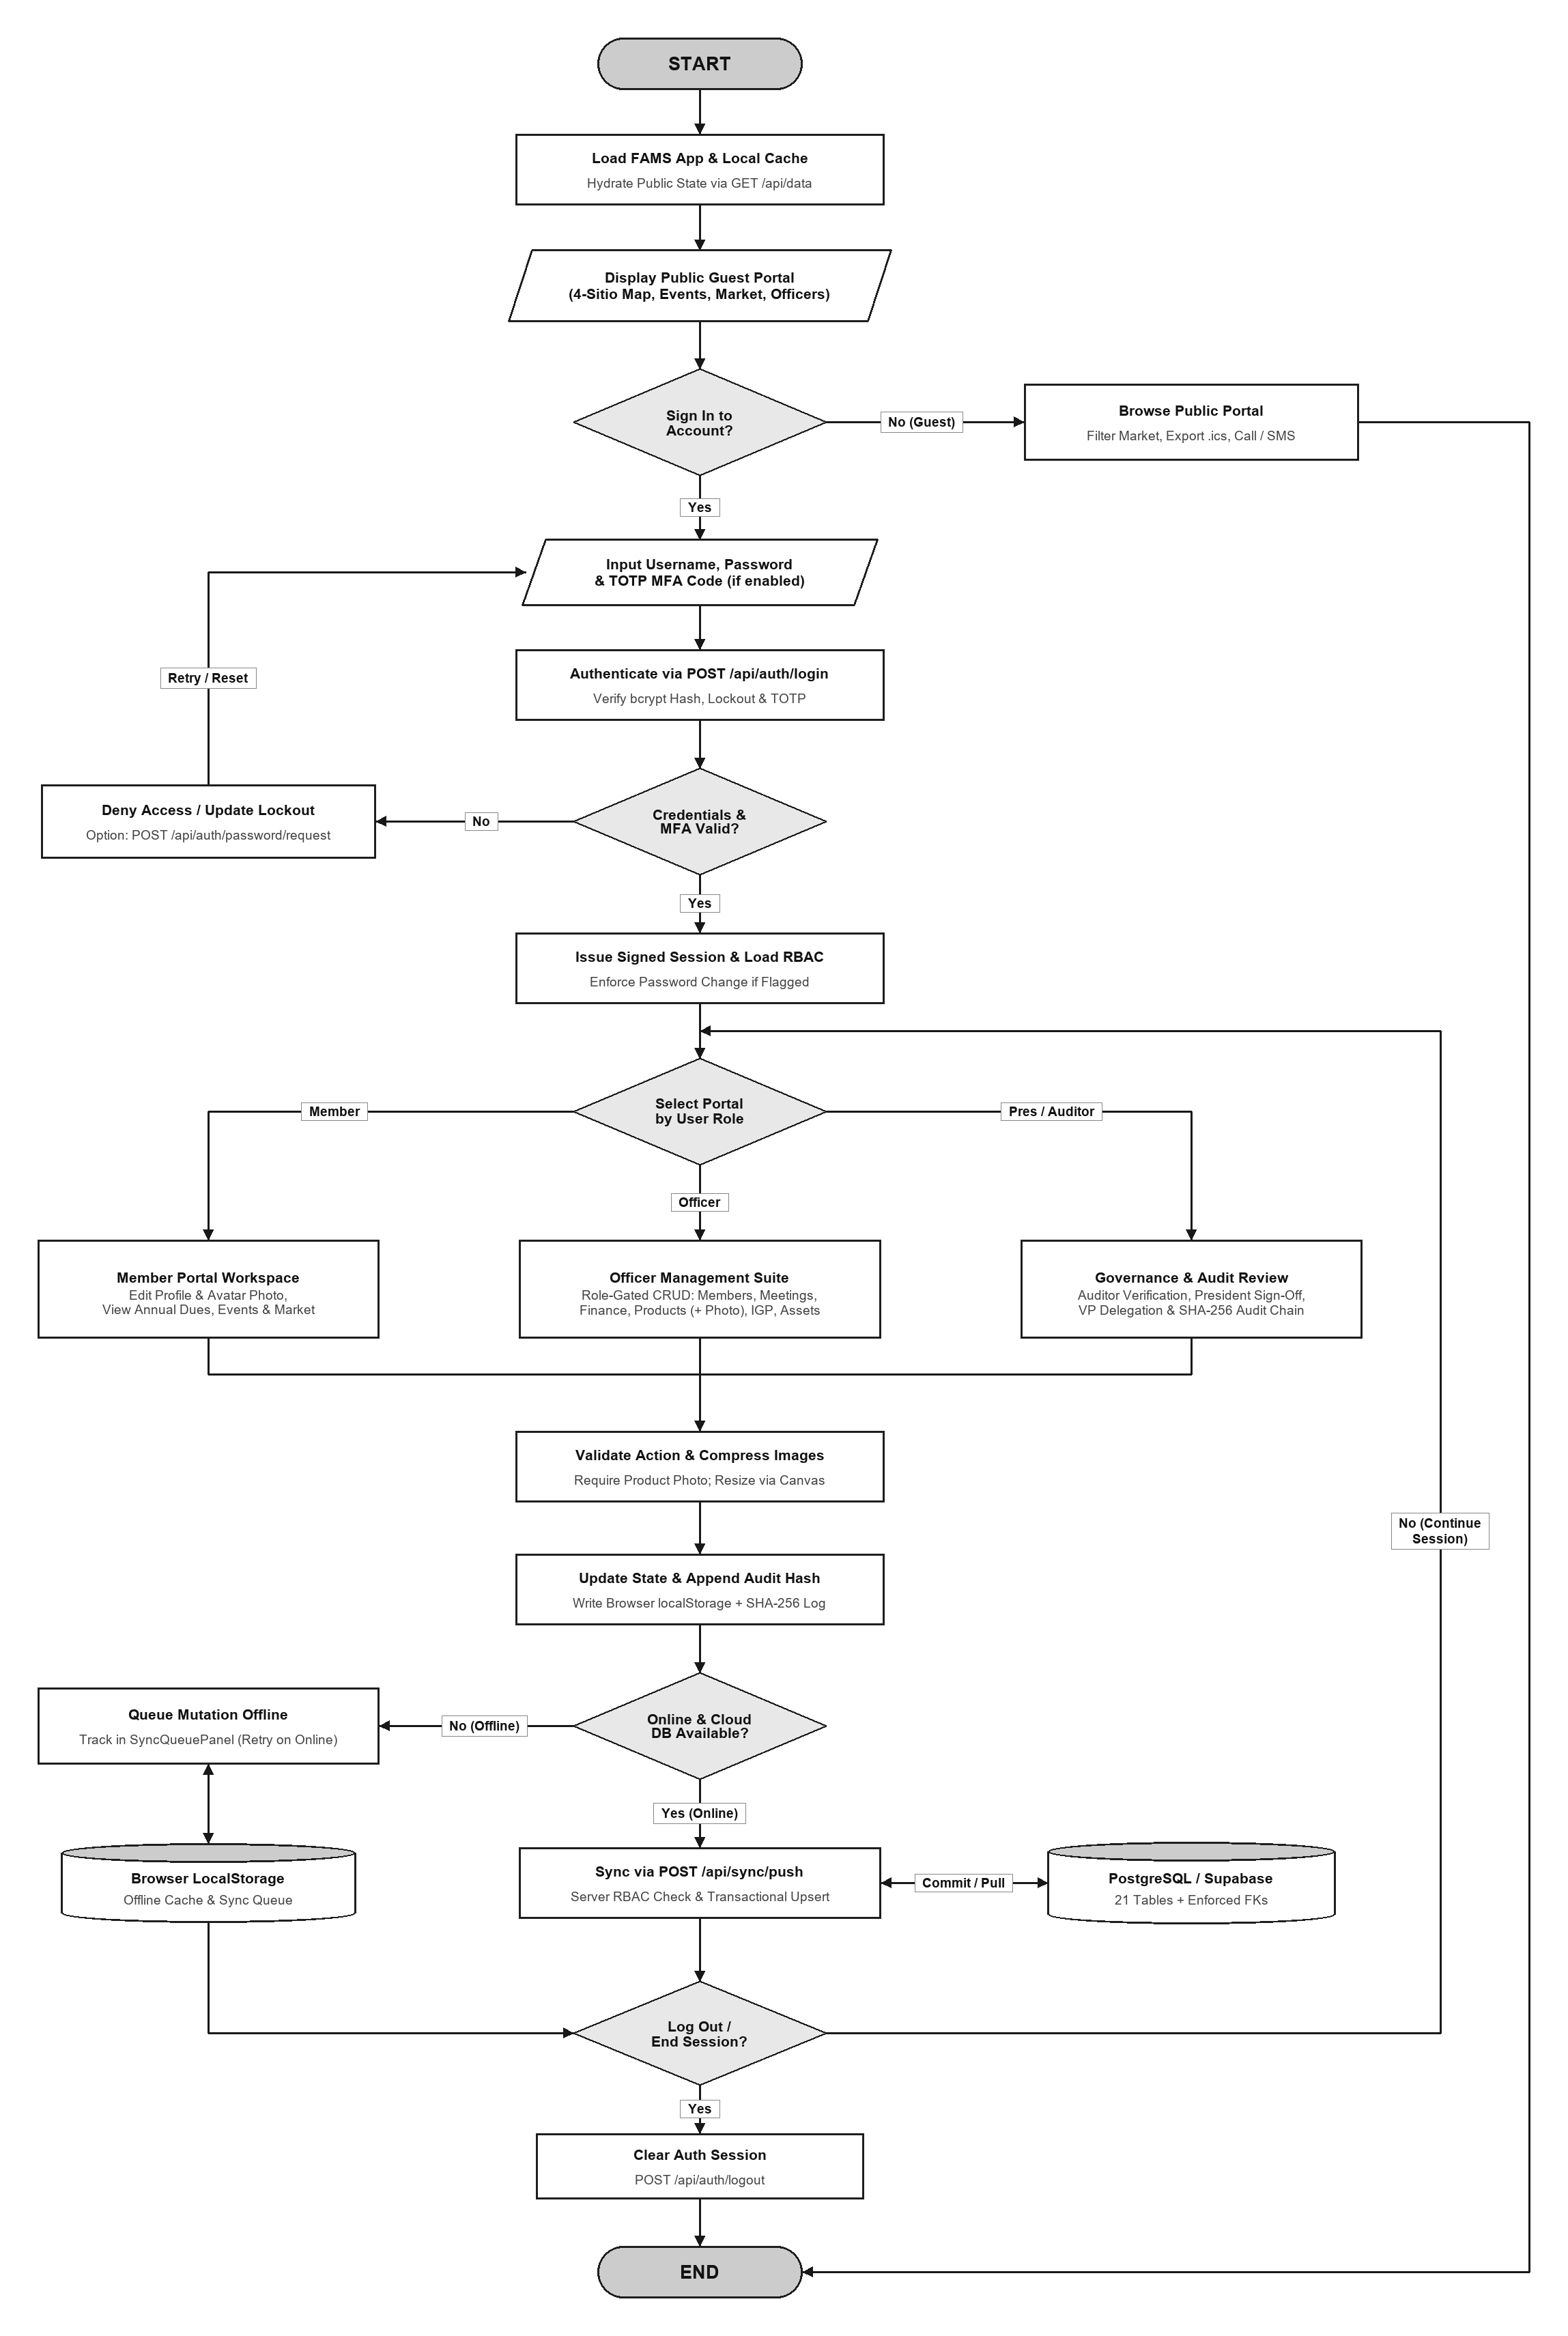 START
Load FAMS App & Local Cache
Hydrate Public State via GET /api/data
Display Public Guest Portal
(4-Sitio Map, Events, Market, Officers)
Sign In to
Account?
No (Guest)
Browse Public Portal
Filter Market, Export .ics, Call / SMS
Yes
Input Username, Password
& TOTP MFA Code (if enabled)
Retry / Reset
Authenticate via POST /api/auth/login
Verify bcrypt Hash, Lockout & TOTP
Deny Access / Update Lockout
Option: POST /api/auth/password/request
No
Credentials &
MFA Valid?
Yes
Issue Signed Session & Load RBAC
Enforce Password Change if Flagged
Member
Select Portal
by User Role
Pres / Auditor
Officer
Member Portal Workspace
Edit Profile & Avatar Photo,
View Annual Dues, Events & Market
Officer Management Suite
Role-Gated CRUD: Members, Meetings,
Finance, Products (+ Photo), IGP, Assets
Governance & Audit Review
Auditor Verification, President Sign-Off,
VP Delegation & SHA-256 Audit Chain
Validate Action & Compress Images
Require Product Photo; Resize via Canvas
No (Continue
Session)
Update State & Append Audit Hash
Write Browser localStorage + SHA-256 Log
Queue Mutation Offline
Track in SyncQueuePanel (Retry on Online)
No (Offline)
Online & Cloud
DB Available?
Yes (Online)
Browser LocalStorage
Offline Cache & Sync Queue
Sync via POST /api/sync/push
Server RBAC Check & Transactional Upsert
Commit / Pull
PostgreSQL / Supabase
21 Tables + Enforced FKs
Log Out /
End Session?
Yes
Clear Auth Session
POST /api/auth/logout
END